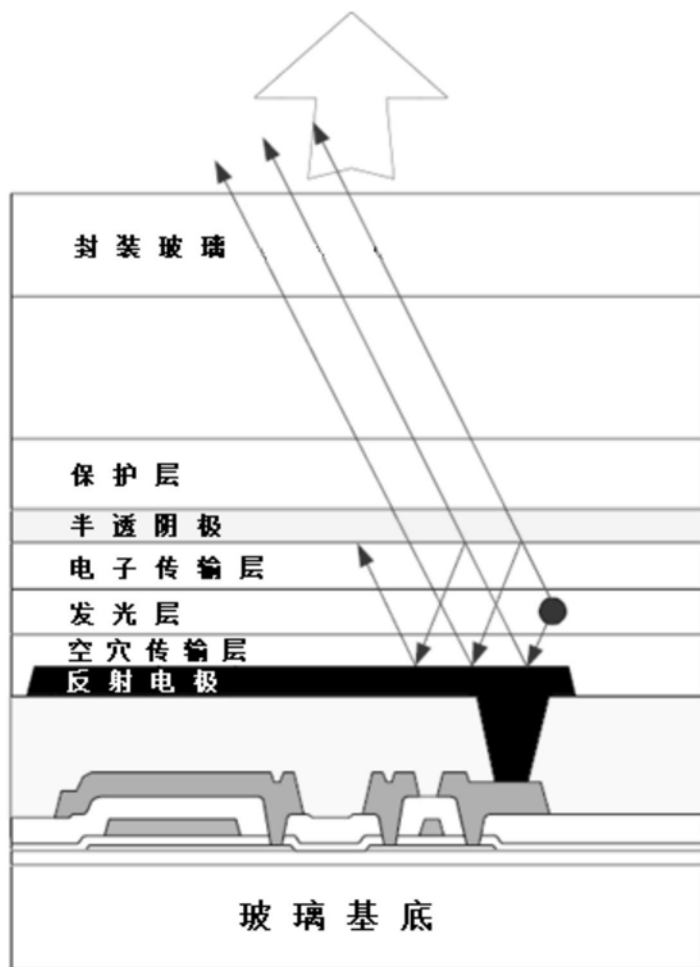 封装玻璃
保护层
半透阴极
电子传输层
发光层
空穴传输层
反射电极
玻璃基底